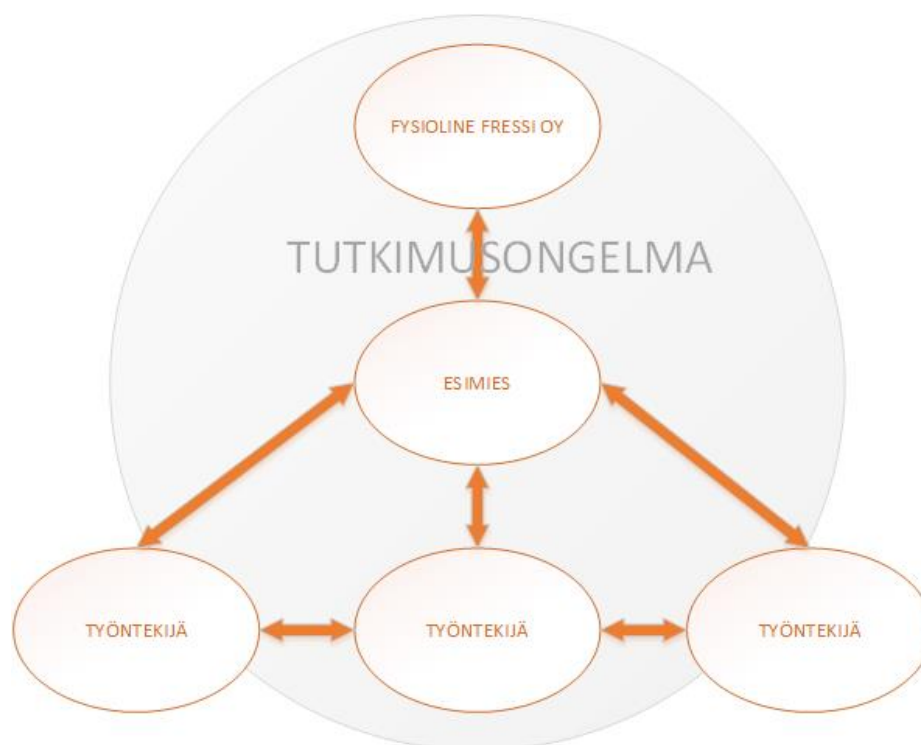 FYSIOLINE FRESSI OY
TUTKIMUSONGELMA
ESIMIES
TYÖNTEKIJÄ
TYÖNTEKIJÄ
TYÖNTEKIJÄ